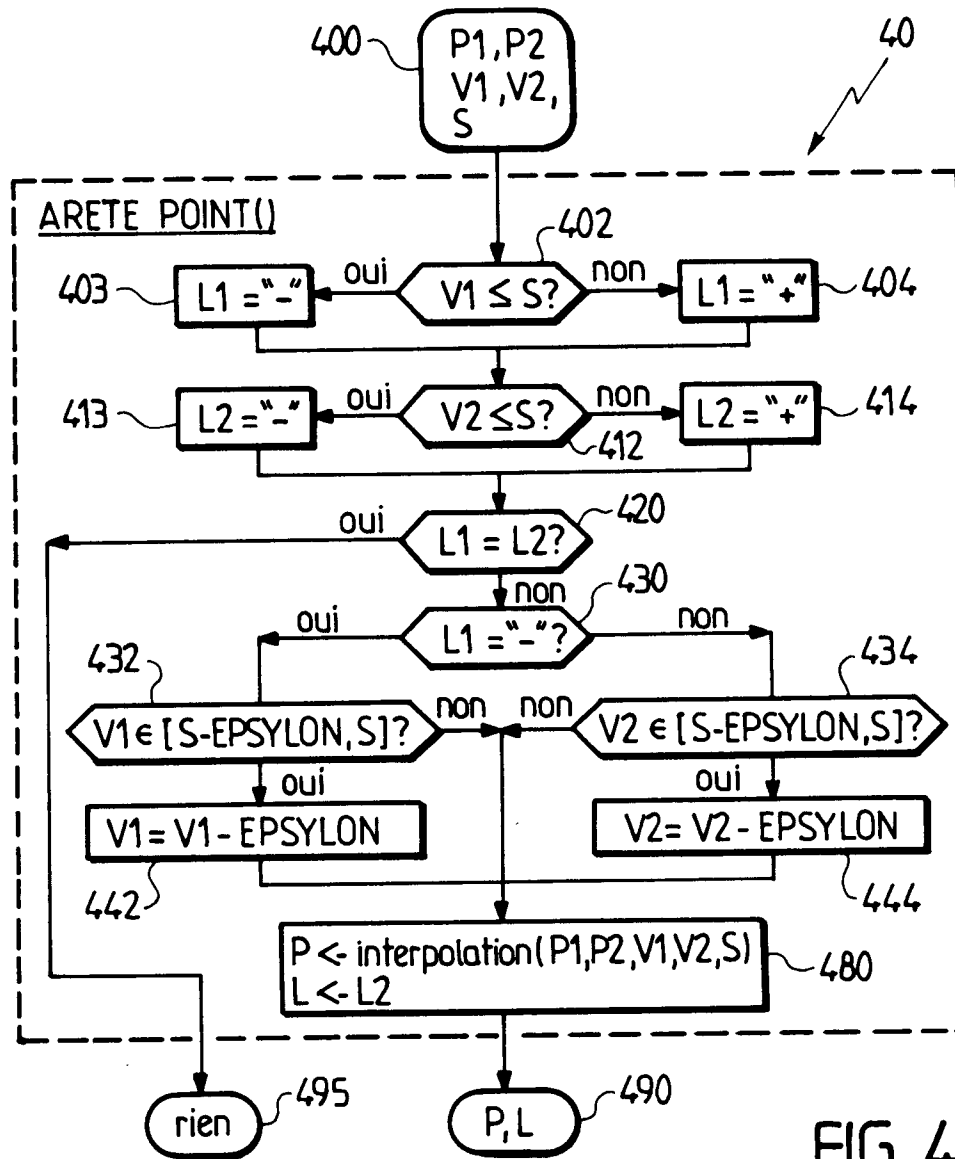 400
P1, P2
V1, V2,
S
40
ARETE POINT()
402
403
L1 = "-"
oui
V1 ≤ S?
non
L1 = "+"
404
413
L2 = "-"
oui
V2 ≤ S?
non
L2 = "+"
414
412
oui
L1 = L2?
420
non
430
oui
L1 = "-"?
non
432
434
V1 ∈ [S-EPSYLON, S]?
non
non
V2 ∈ [S-EPSYLON, S]?
oui
oui
V1 = V1 - EPSYLON
V2 = V2 - EPSYLON
442
444
P <- interpolation(P1,P2,V1,V2,S)
L <- L2
480
rien
495
P, L
490
FIG. 4